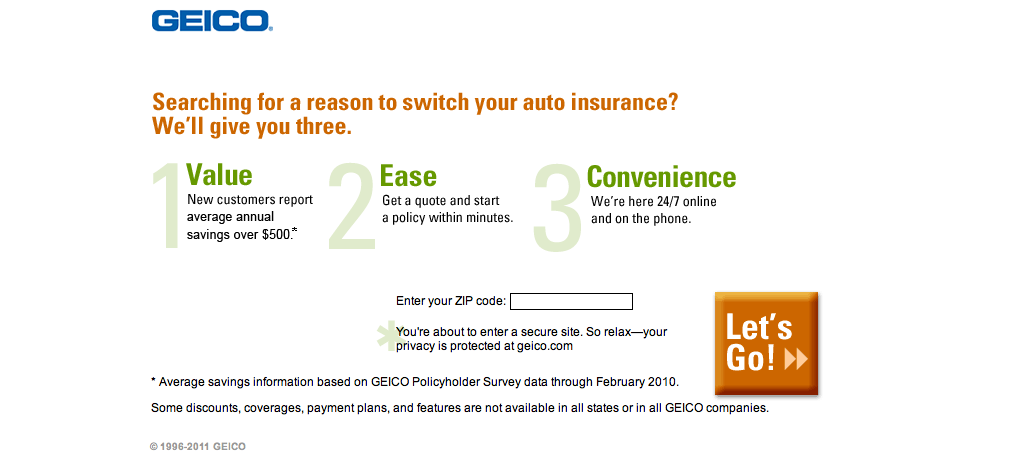 GEICO®
Searching for a reason to switch your auto insurance?
We'll give you three.
1 Value
New customers report
average annual
savings over $500.*
2 Ease
Get a quote and start
a policy within minutes.
3 Convenience
We're here 24/7 online
and on the phone.
Enter your ZIP code:
* You're about to enter a secure site. So relax—your
privacy is protected at geico.com
Let's
Go!
* Average savings information based on GEICO Policyholder Survey data through February 2010.
Some discounts, coverages, payment plans, and features are not available in all states or in all GEICO companies.
© 1996-2011 GEICO